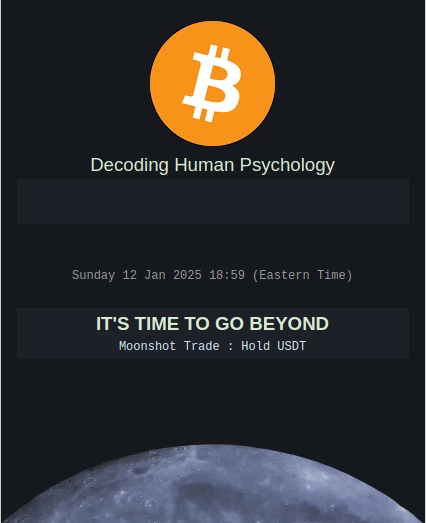 Decoding Human Psychology
Sunday 12 Jan 2025 18:59 (Eastern Time)
IT'S TIME TO GO BEYOND
Moonshot Trade : Hold USDT